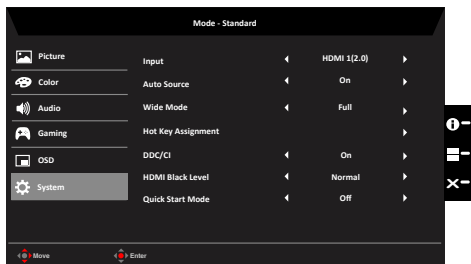 Mode - Standard
Picture
Color
Audio
Gaming
OSD
System
Input HDMI 1(2.0)
Auto Source On
Wide Mode Full
Hot Key Assignment
DDC/CI On
HDMI Black Level Normal
Quick Start Mode Off
Move Enter